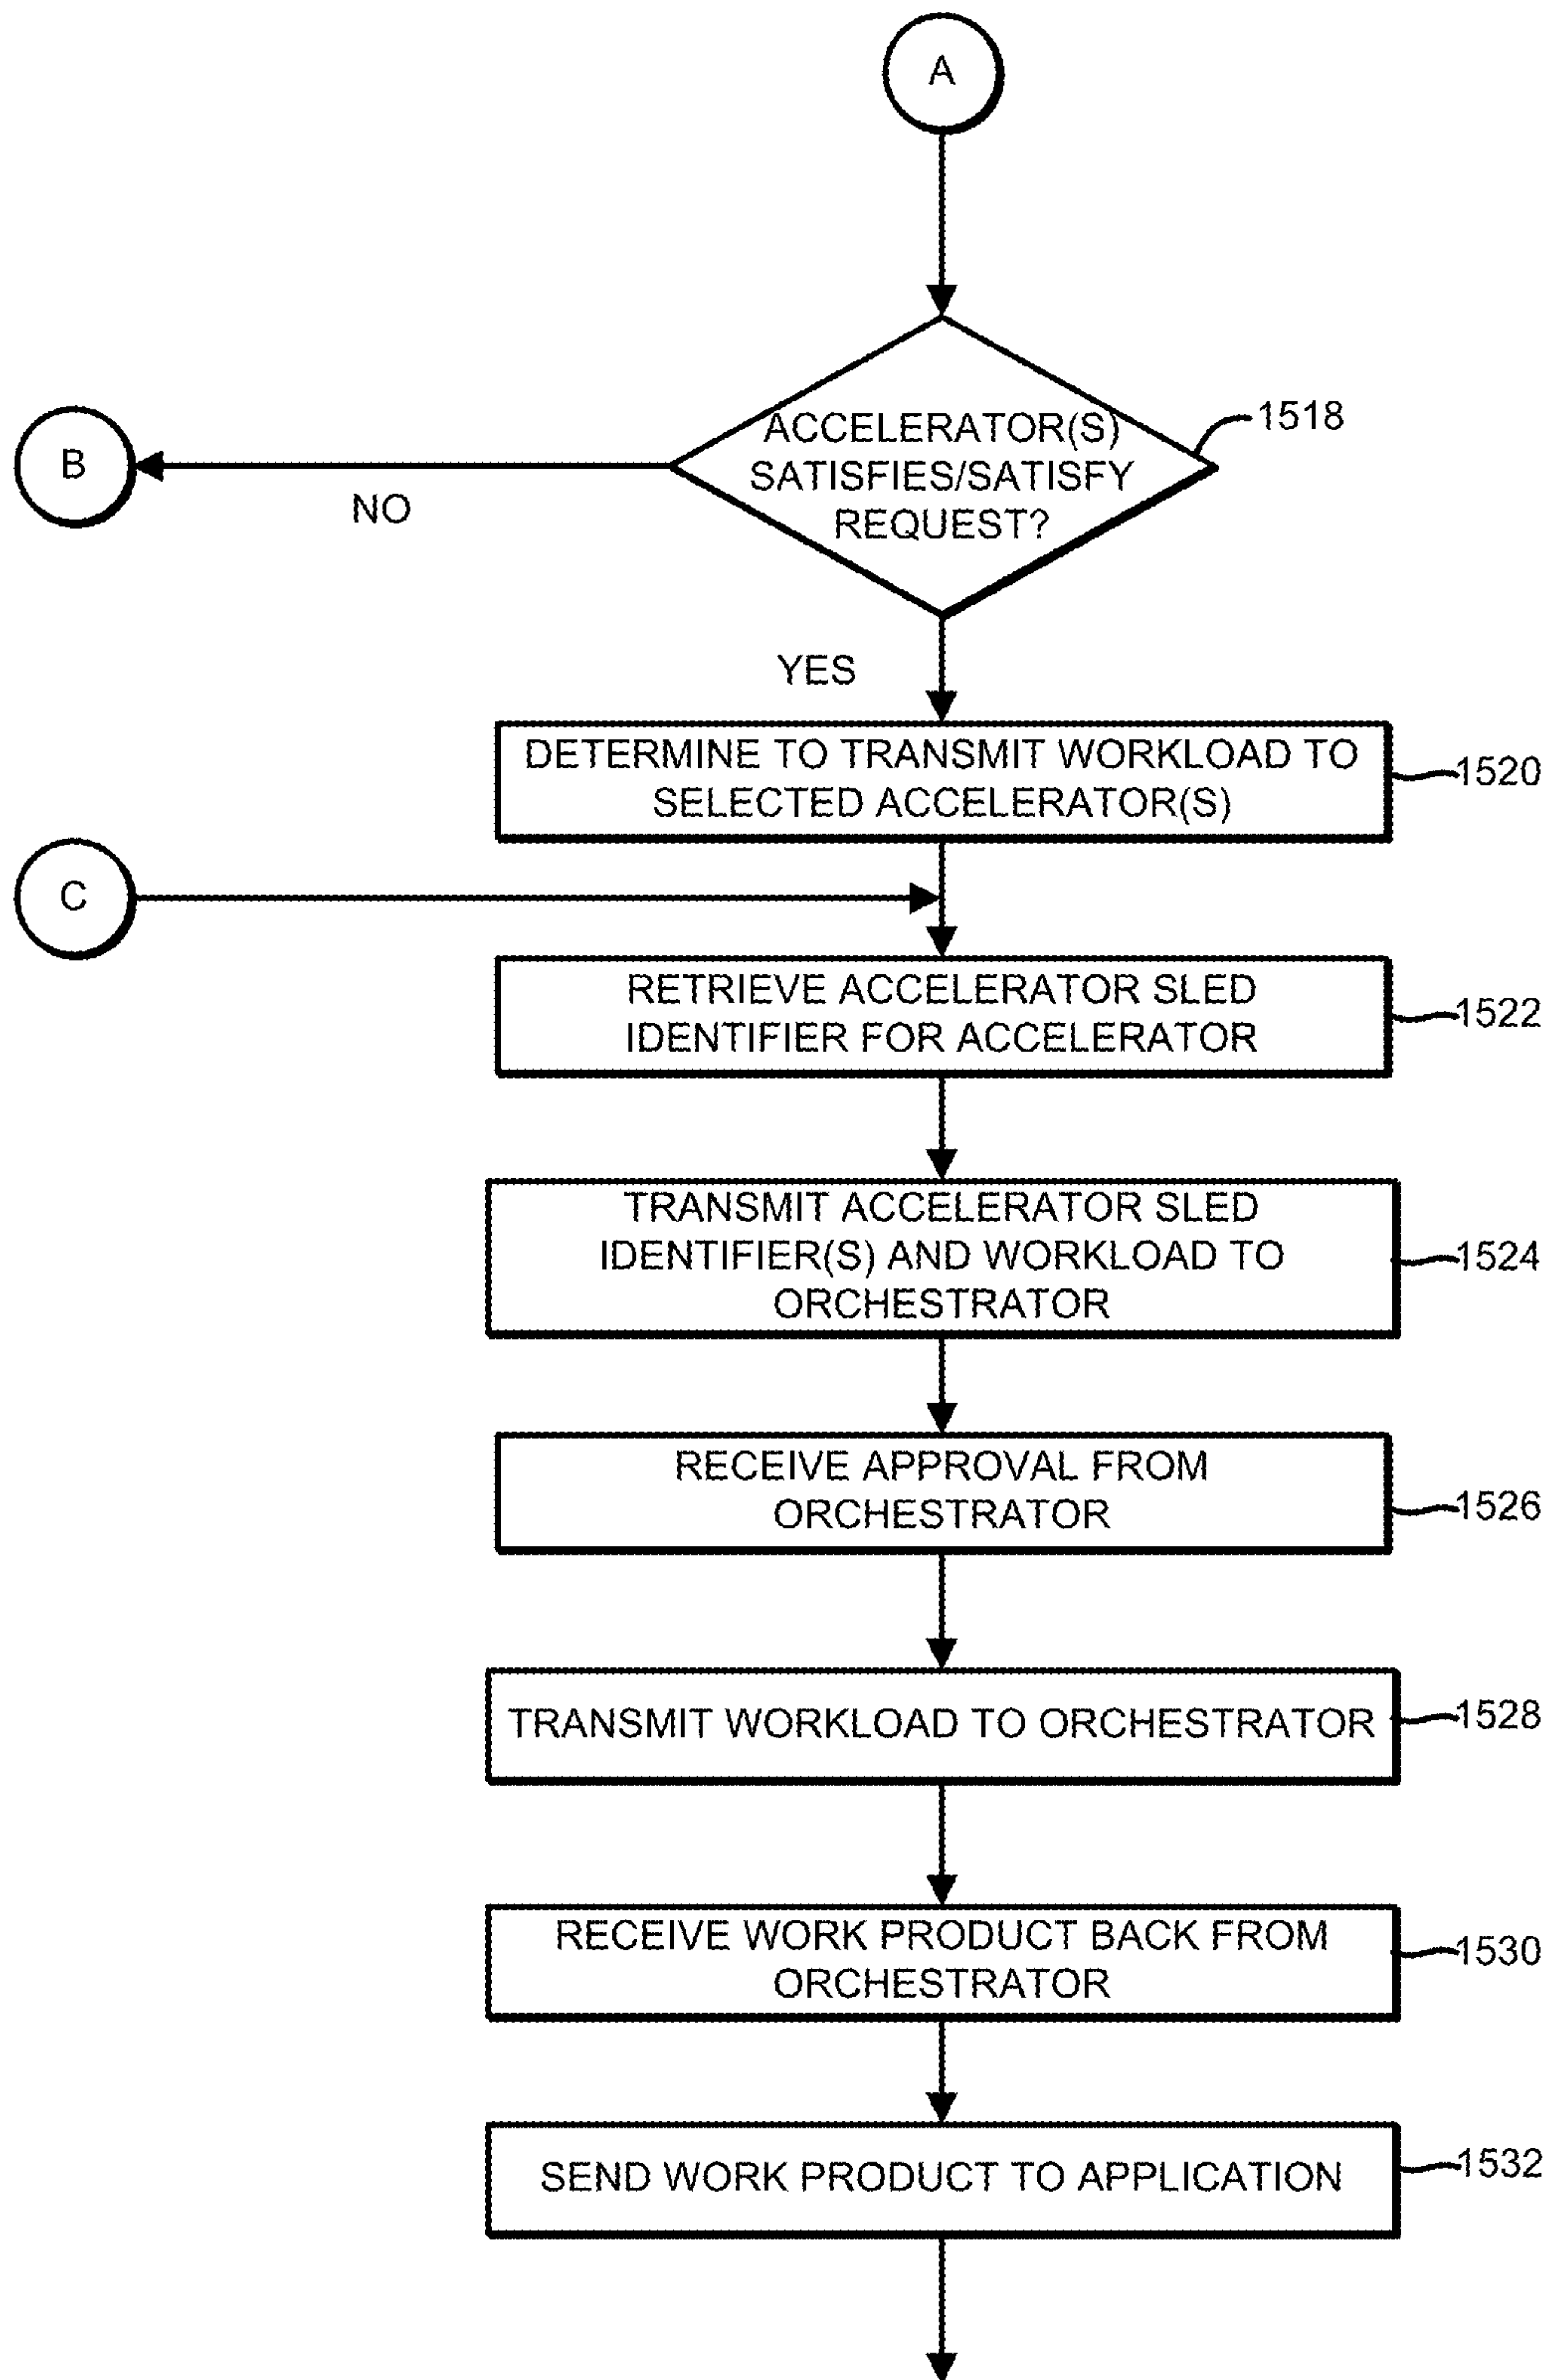 A
ACCELERATOR(S)
SATISFIES/SATISFY
REQUEST?
1518
B
NO
YES
DETERMINE TO TRANSMIT WORKLOAD TO
SELECTED ACCELERATOR(S)
1520
C
RETRIEVE ACCELERATOR SLED
IDENTIFIER FOR ACCELERATOR
1522
TRANSMIT ACCELERATOR SLED
IDENTIFIER(S) AND WORKLOAD TO
ORCHESTRATOR
1524
RECEIVE APPROVAL FROM
ORCHESTRATOR
1526
TRANSMIT WORKLOAD TO ORCHESTRATOR
1528
RECEIVE WORK PRODUCT BACK FROM
ORCHESTRATOR
1530
SEND WORK PRODUCT TO APPLICATION
1532